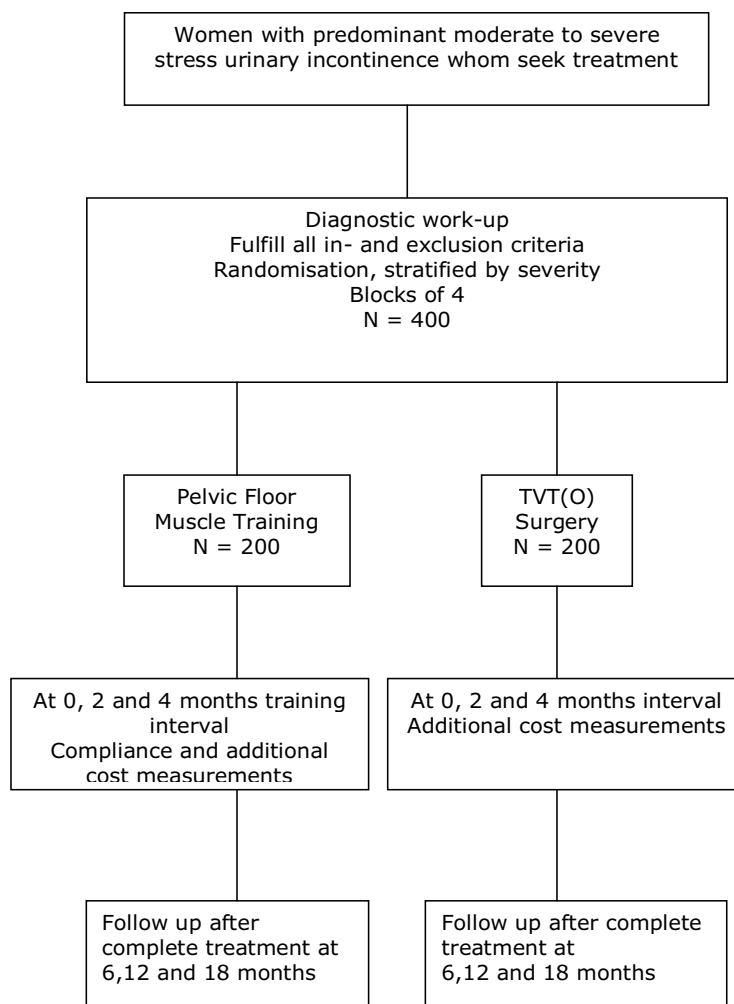 Women with predominant moderate to severe
stress urinary incontinence whom seek treatment
Diagnostic work-up
Fulfill all in- and exclusion criteria
Randomisation, stratified by severity
Blocks of 4
N = 400
Pelvic Floor
Muscle Training
N = 200
TVT(O)
Surgery
N = 200
At 0, 2 and 4 months training
interval
Compliance and additional
cost measurements
At 0, 2 and 4 months interval
Additional cost measurements
Follow up after
complete treatment at
6,12 and 18 months
Follow up after complete
treatment at
6,12 and 18 months